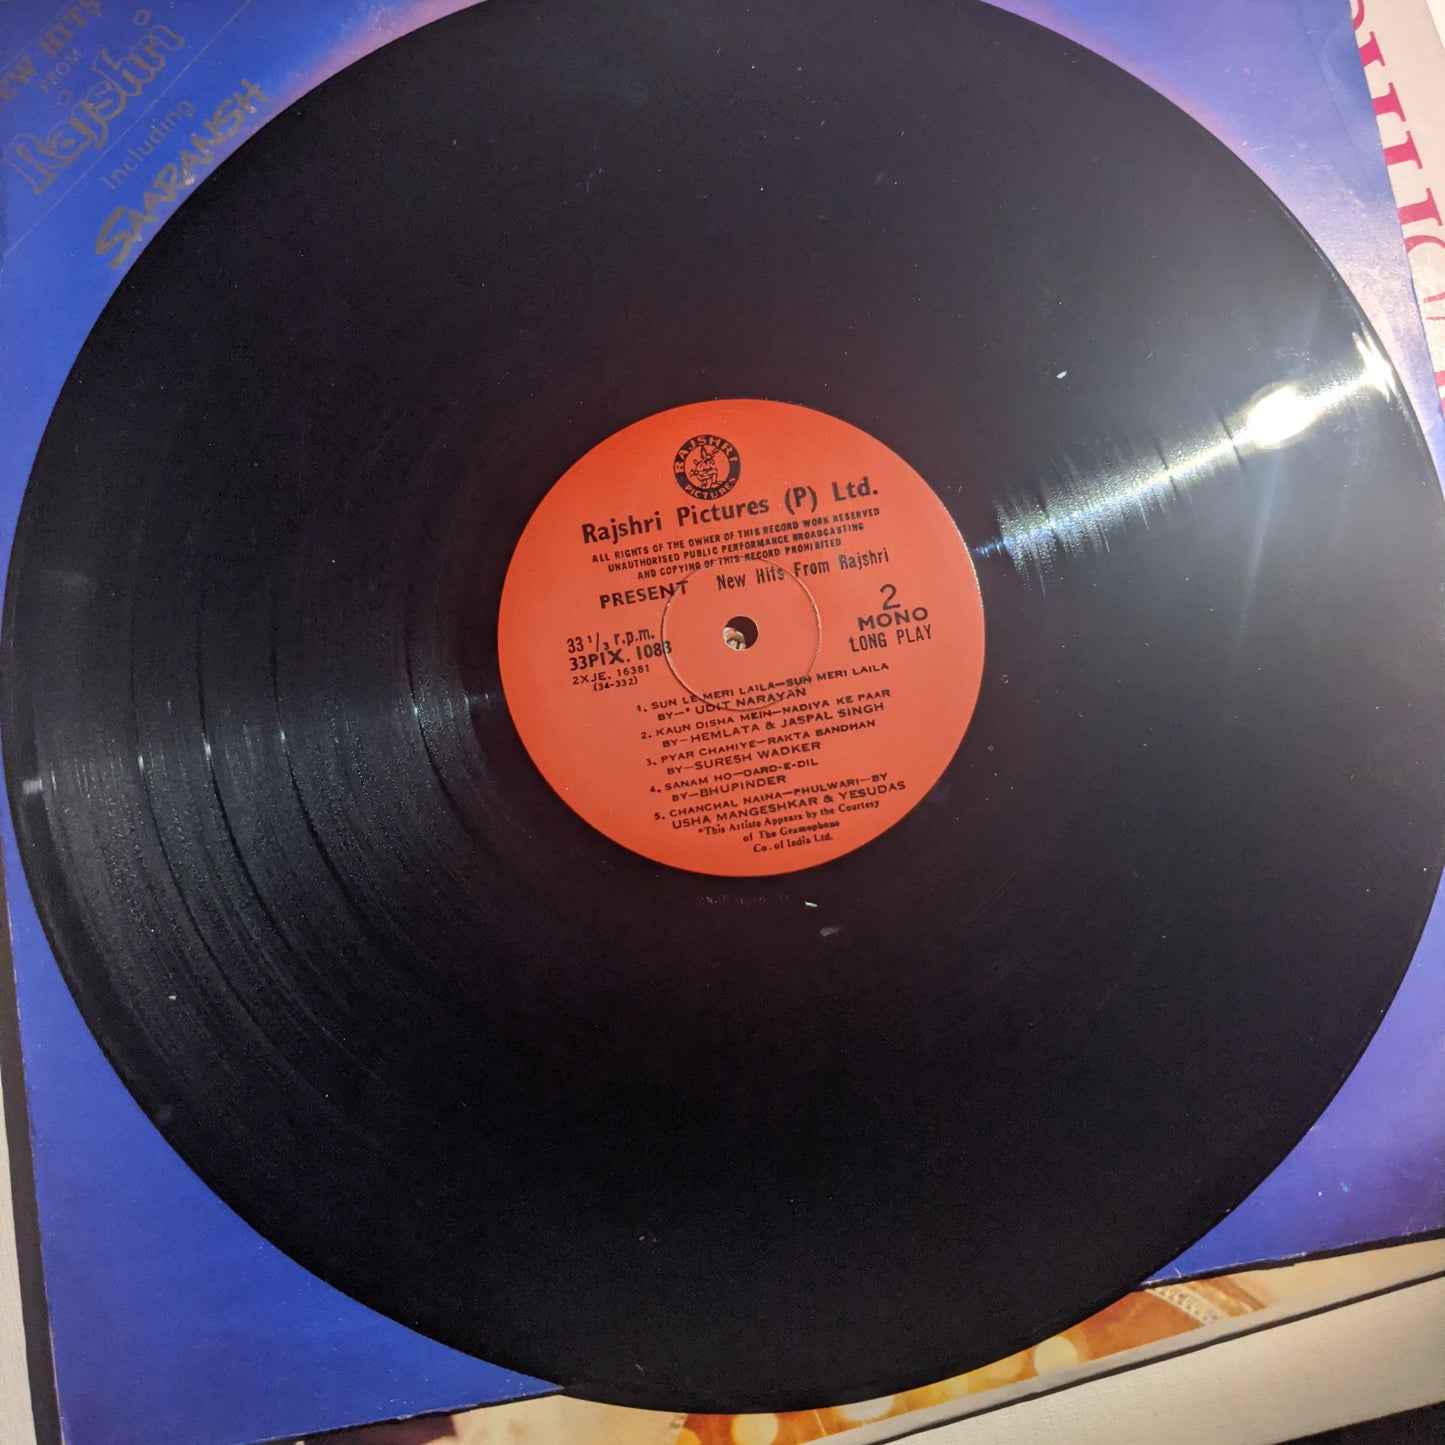 NEW HITS
FROM
Rajshri
Including
SAARANSH
RAJSHRI
PICTURES
Rajshri Pictures (P) Ltd.
ALL RIGHTS OF THE OWNER OF THIS RECORD WORK RESERVED
UNAUTHORISED PUBLIC PERFORMANCE BROADCASTING
AND COPYING OF THIS RECORD PROHIBITED
PRESENT New Hits From Rajshri
33 1/3 r.p.m.
33PIX. 1088
2XJE. 16381
(34-332)
2
MONO
LONG PLAY
1. SUN LE MERI LAILA—SUN MERI LAILA
BY—* UDIT NARAYAN
2. KAUN DISHA MEIN—NADIYA KE PAAR
BY—HEMLATA & JASPAL SINGH
3. PYAR CHAHIYE—RAKTA BANDHAN
BY—SURESH WADKER
4. SANAM HO—DARD-E-DIL
BY—BHUPINDER
5. CHANCHAL NAINA—PHULWARI—BY
USHA MANGESHKAR & YESUDAS
*This Artiste Appears by the Courtesy
of The Gramophone
Co. of India Ltd.